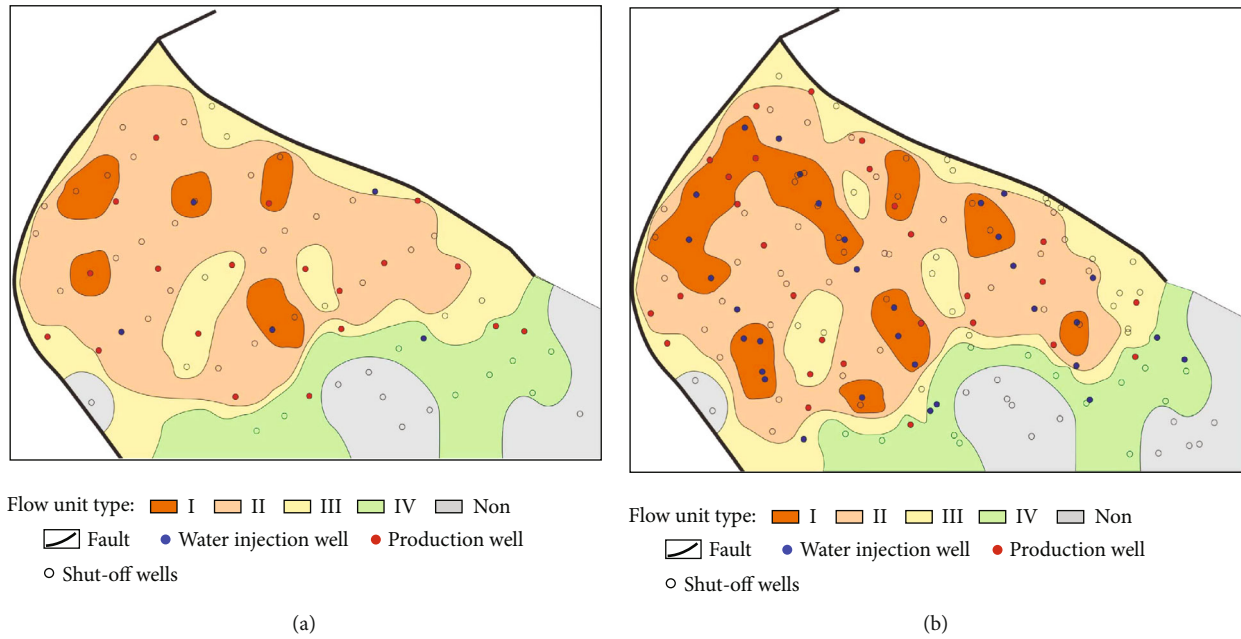 Flow unit type: I II III IV Non
Fault Water injection well Production well
Shut-off wells
(a)
Flow unit type: I II III IV Non
Fault Water injection well Production well
Shut-off wells
(b)